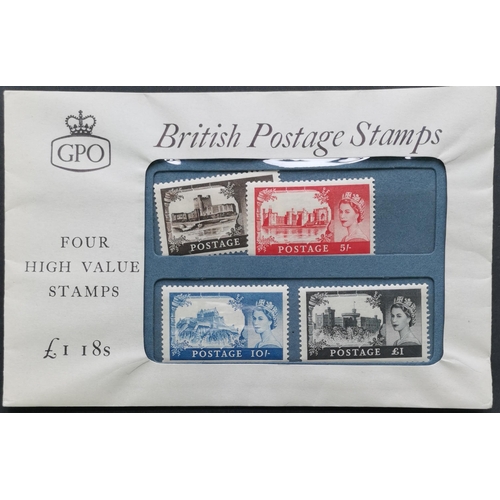 GPO
British Postage Stamps
FOUR
HIGH VALUE
STAMPS
£1 18s
POSTAGE
POSTAGE 5/-
POSTAGE 10/-
POSTAGE £1